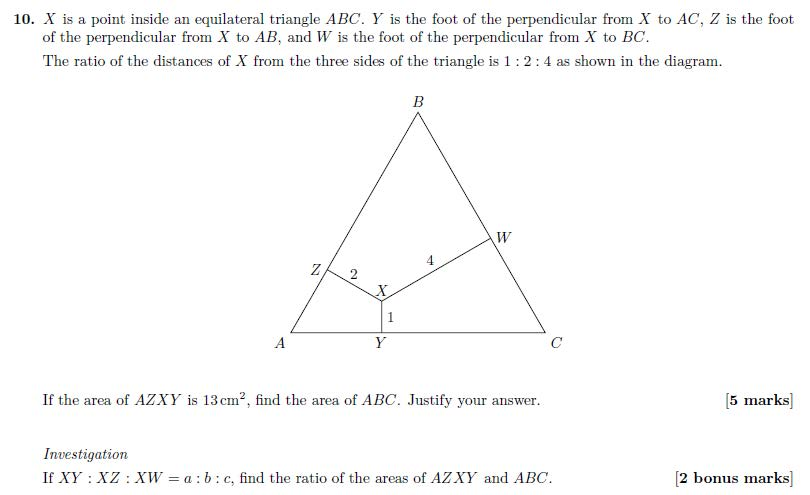 10. X is a point inside an equilateral triangle ABC. Y is the foot of the perpendicular from X to AC, Z is the foot
of the perpendicular from X to AB, and W is the foot of the perpendicular from X to BC.
The ratio of the distances of X from the three sides of the triangle is 1 : 2 : 4 as shown in the diagram.
B
W
4
Z
2
X
1
A
Y
C
If the area of AZXY is 13 cm², find the area of ABC. Justify your answer. [5 marks]
Investigation
If XY : XZ : XW = a : b : c, find the ratio of the areas of AZXY and ABC. [2 bonus marks]